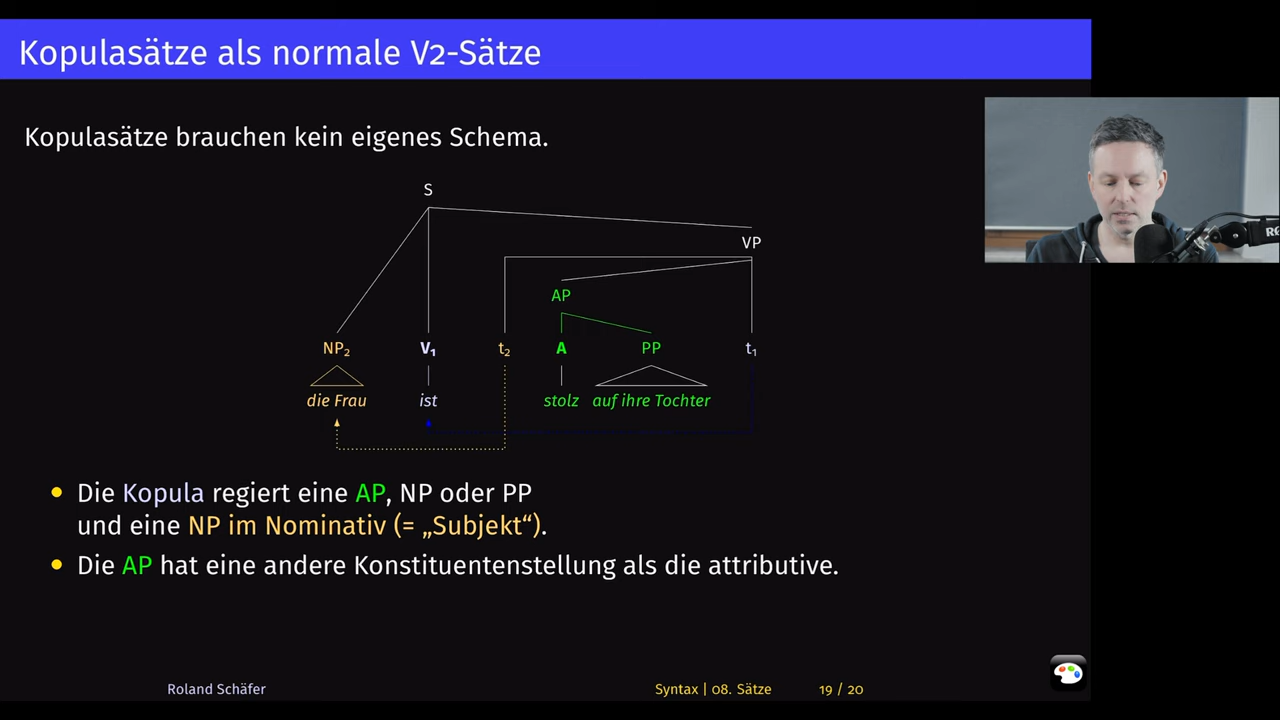 Kopulasätze als normale V2-Sätze
Kopulasätze brauchen kein eigenes Schema.
S
VP
AP
NP₂ V₁ t₂ A PP t₁
die Frau ist stolz auf ihre Tochter
• Die Kopula regiert eine AP, NP oder PP
und eine NP im Nominativ (= „Subjekt“).
• Die AP hat eine andere Konstituentenstellung als die attributive.
Roland Schäfer Syntax | 08. Sätze 19 / 20